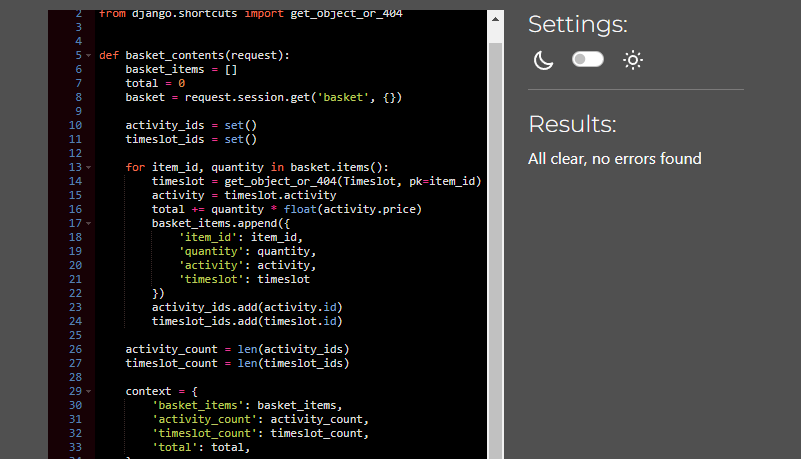 2 from django.shortcuts import get_object_or_404
3
4
5 def basket_contents(request):
6     basket_items = []
7     total = 0
8     basket = request.session.get('basket', {})
9
10     activity_ids = set()
11     timeslot_ids = set()
12
13     for item_id, quantity in basket.items():
14         timeslot = get_object_or_404(Timeslot, pk=item_id)
15         activity = timeslot.activity
16         total += quantity * float(activity.price)
17         basket_items.append({
18             'item_id': item_id,
19             'quantity': quantity,
20             'activity': activity,
21             'timeslot': timeslot
22         })
23         activity_ids.add(activity.id)
24         timeslot_ids.add(timeslot.id)
25
26     activity_count = len(activity_ids)
27     timeslot_count = len(timeslot_ids)
28
29     context = {
30         'basket_items': basket_items,
31         'activity_count': activity_count,
32         'timeslot_count': timeslot_count,
33         'total': total,
Settings:
Results:
All clear, no errors found